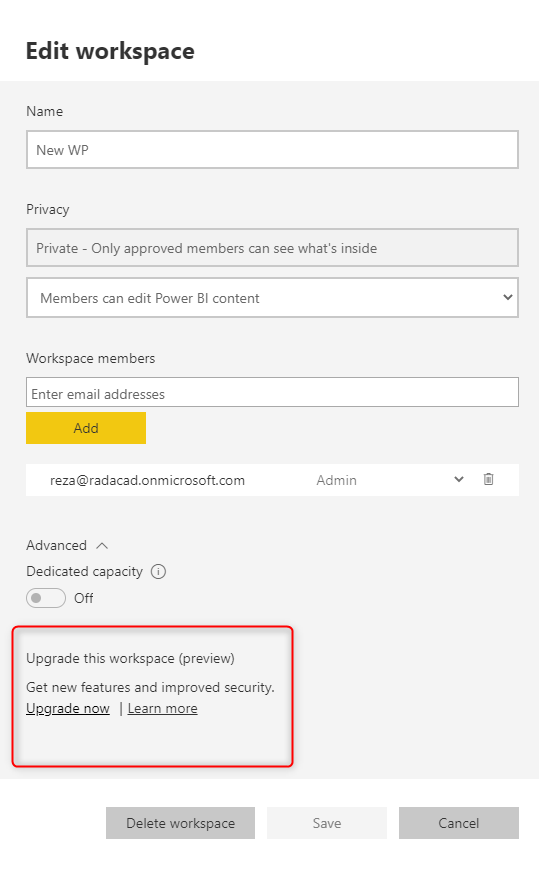 Edit workspace
Name
New WP
Privacy
Private - Only approved members can see what's inside
Members can edit Power BI content
Workspace members
Enter email addresses
Add
reza@radacad.onmicrosoft.com Admin
Advanced
Dedicated capacity
Off
Upgrade this workspace (preview)
Get new features and improved security.
Upgrade now | Learn more
Delete workspace Save Cancel